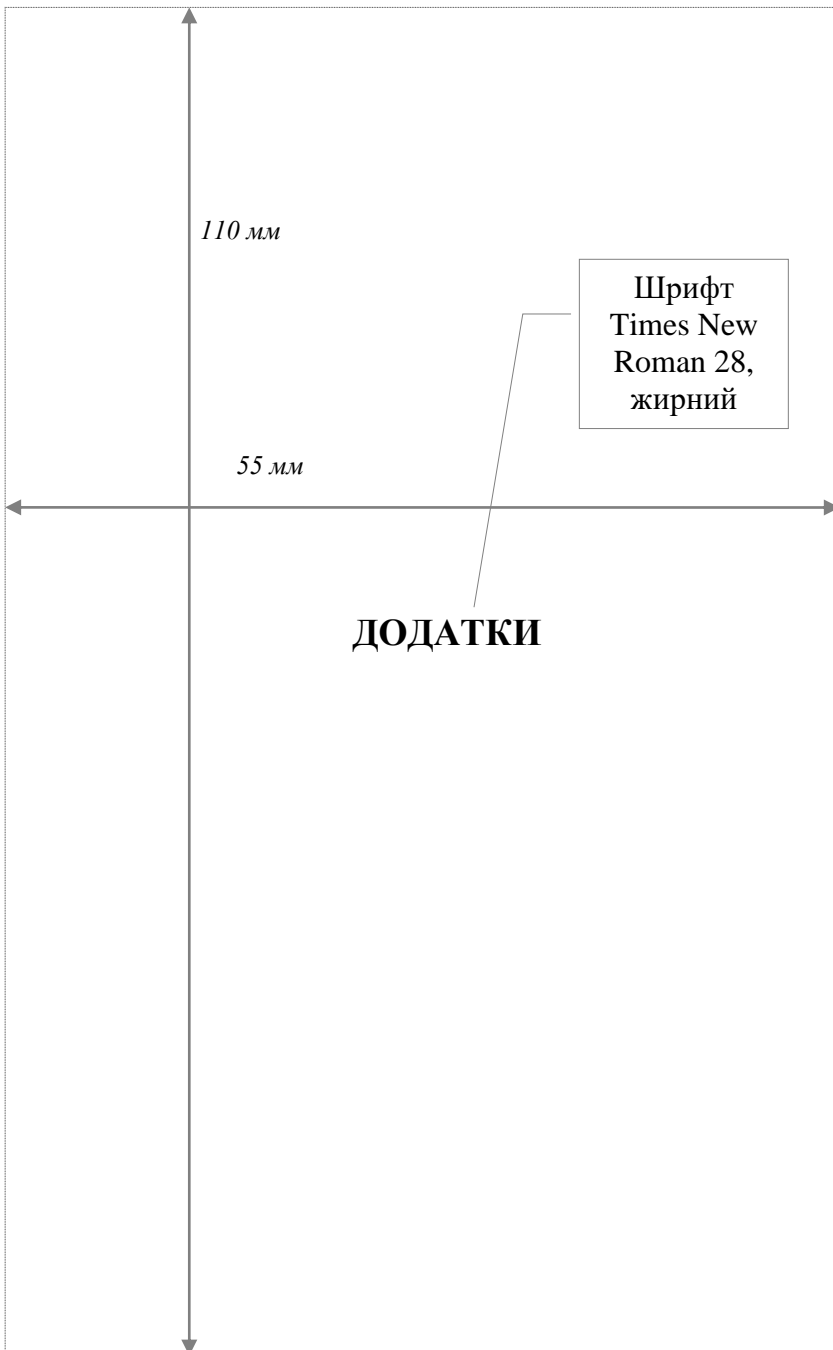 110 мм
Шрифт
Times New
Roman 28,
жирний
55 мм
ДОДАТКИ